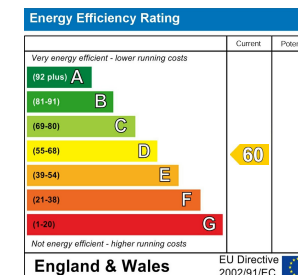 Energy Efficiency Rating
Current
Very energy efficient - lower running costs
(92 plus) A
(81-91) B
(69-80) C
(55-68) D
60
(39-54) E
(21-38) F
(1-20) G
Not energy efficient - higher running costs
England & Wales
EU Directive
2002/91/EC